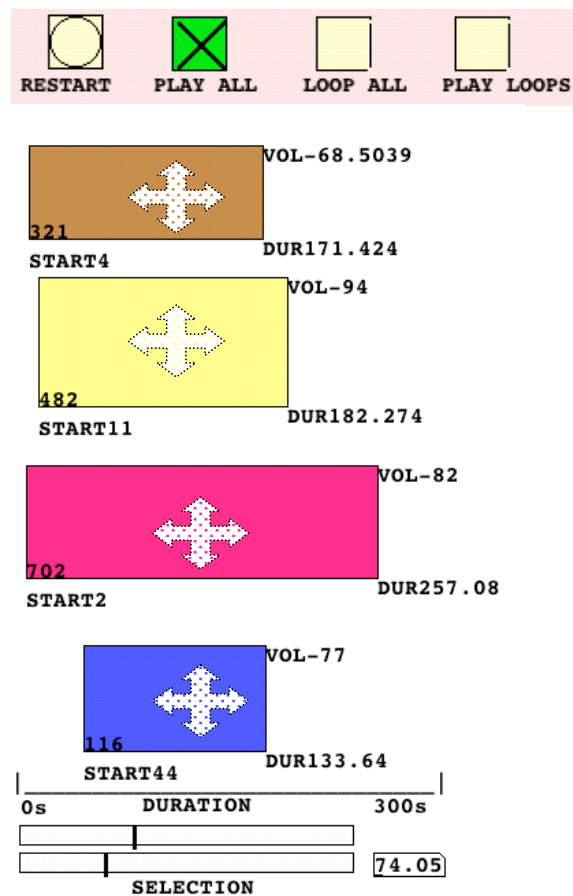 RESTART PLAY ALL LOOP ALL PLAY LOOPS
VOL-68.5039
321
DUR171.424
START4
VOL-94
482
DUR182.274
START11
VOL-82
702
DUR257.08
START2
VOL-77
116
DUR133.64
START44
0s DURATION 300s
74.05
SELECTION